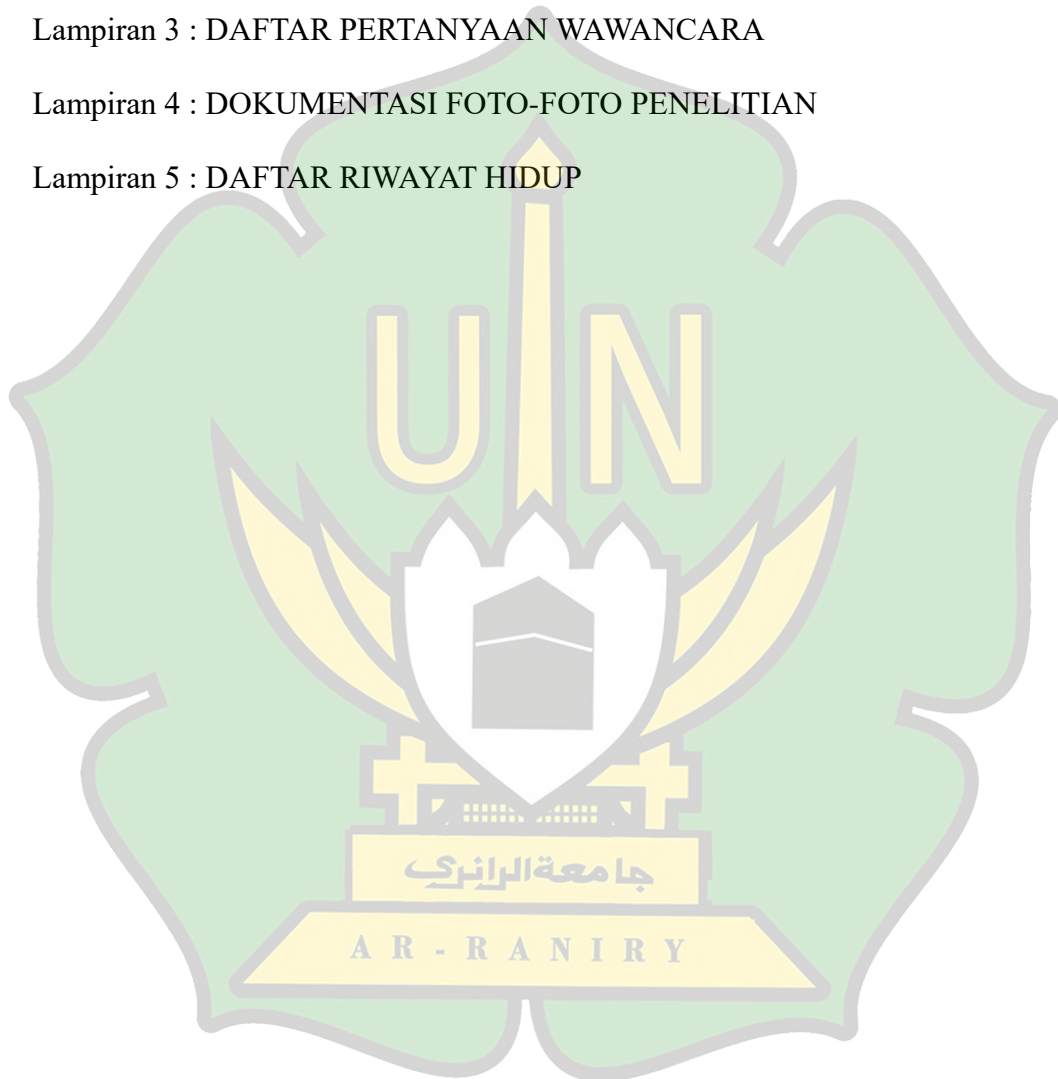 Lampiran 3 : DAFTAR PERTANYAAN WAWANCARA
Lampiran 4 : DOKUMENTASI FOTO-FOTO PENELITIAN
Lampiran 5 : DAFTAR RIWAYAT HIDUP
UIN
جامعةالرانري
AR-RANIRY